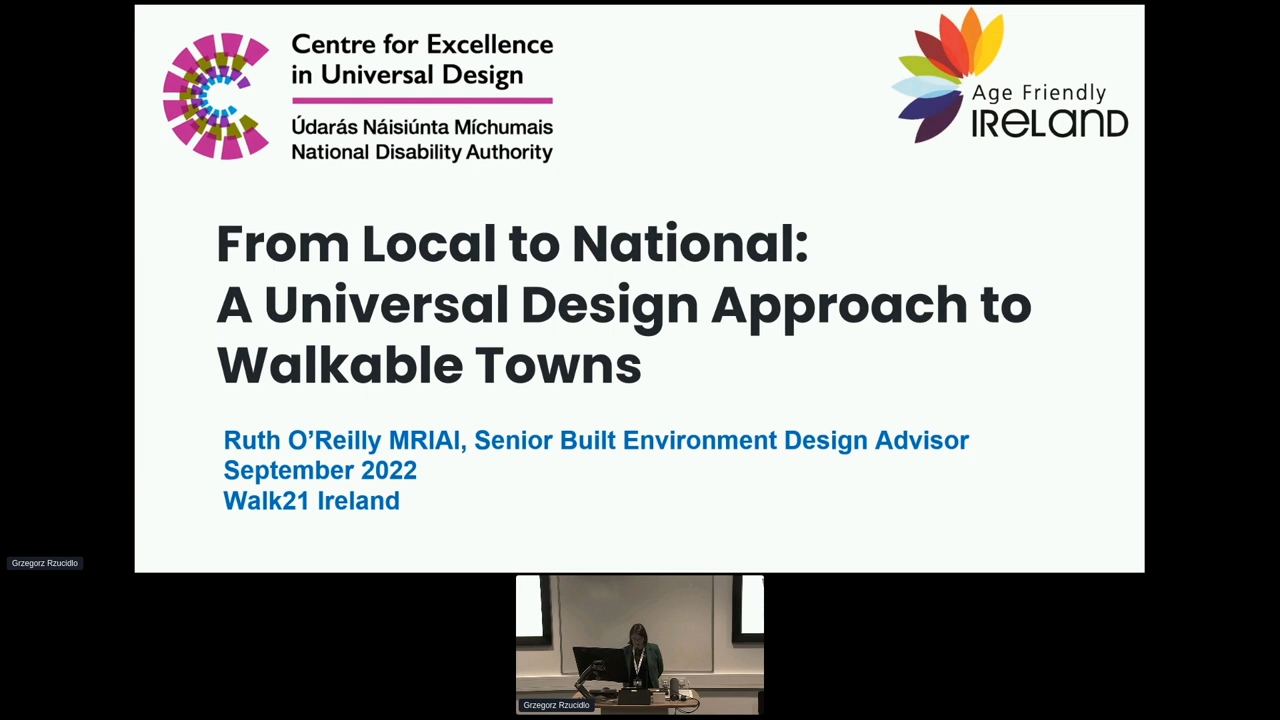 Centre for Excellence
in Universal Design
Údarás Náisiúnta Míchumais
National Disability Authority
Age Friendly
IRELAND
From Local to National:
A Universal Design Approach to
Walkable Towns
Ruth O’Reilly MRIAI, Senior Built Environment Design Advisor
September 2022
Walk21 Ireland
Grzegorz Rzucidlo
Grzegorz Rzucidlo